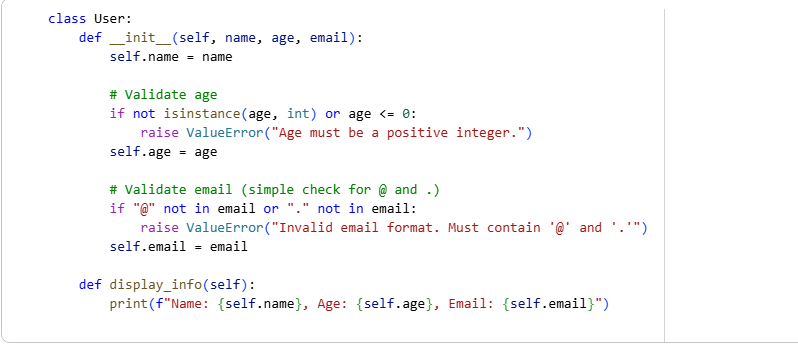 class User:
    def __init__(self, name, age, email):
        self.name = name
        # Validate age
        if not isinstance(age, int) or age <= 0:
            raise ValueError("Age must be a positive integer.")
        self.age = age
        # Validate email (simple check for @ and .)
        if "@" not in email or "." not in email:
            raise ValueError("Invalid email format. Must contain '@' and '.'")
        self.email = email
    def display_info(self):
        print(f"Name: {self.name}, Age: {self.age}, Email: {self.email}")